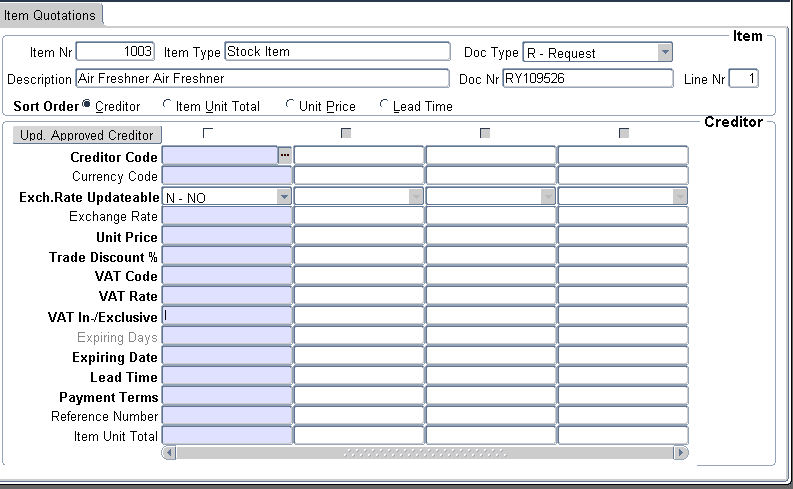 Item Quotations
Item
Item Nr 1003 Item Type Stock Item Doc Type R - Request
Description Air Freshner Air Freshner Doc Nr RY109526 Line Nr 1
Sort Order Creditor Item Unit Total Unit Price Lead Time
Creditor
Upd. Approved Creditor
Creditor Code ...
Currency Code
Exch.Rate Updateable N - NO
Exchange Rate
Unit Price
Trade Discount %
VAT Code
VAT Rate
VAT In-/Exclusive
Expiring Days
Expiring Date
Lead Time
Payment Terms
Reference Number
Item Unit Total